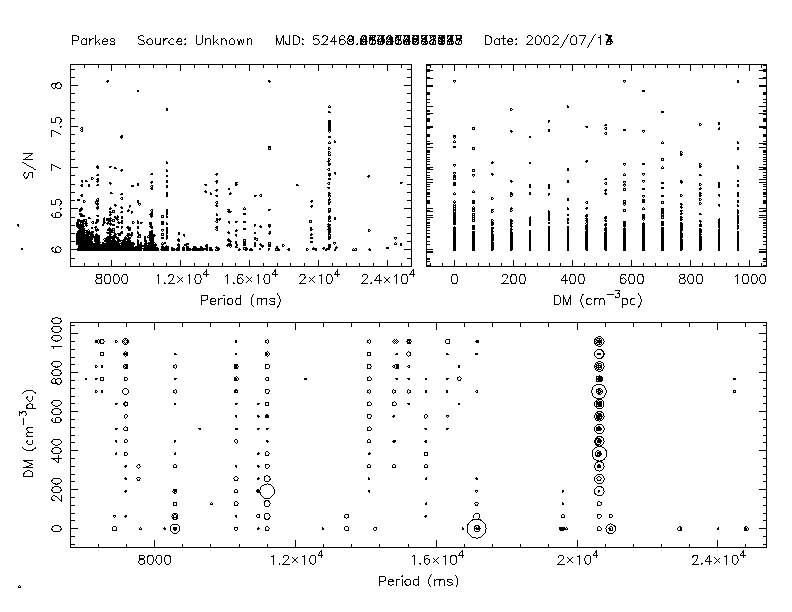 Parkes Source: Unknown MJD: 52468 Date: 2002/07/1
8
7.5
7
6.5
6
S/N
8000 1.2×10⁴ 1.6×10⁴ 2×10⁴ 2.4×10⁴
Period (ms)
0 200 400 600 800 1000
DM (cm⁻³pc)
1000
800
600
400
200
0
DM (cm⁻³pc)
8000 1.2×10⁴ 1.6×10⁴ 2×10⁴ 2.4×10⁴
Period (ms)